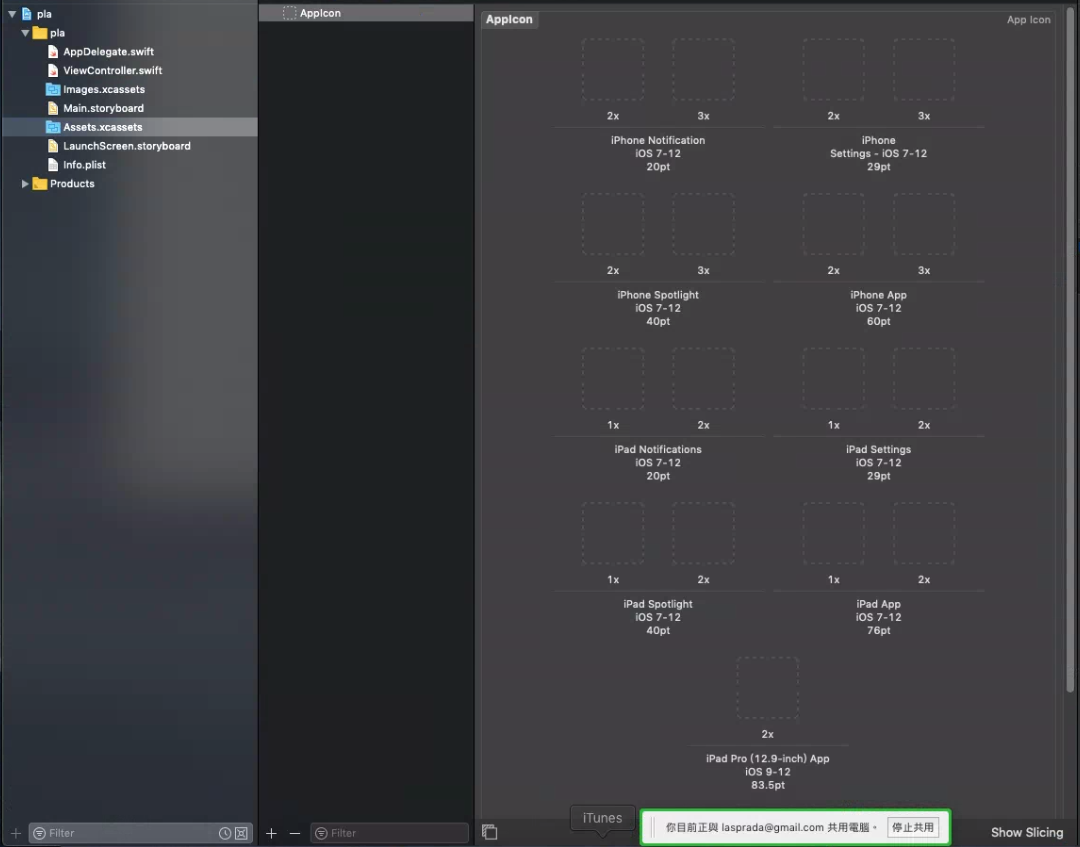 pla
pla
AppDelegate.swift
ViewController.swift
Images.xcassets
Main.storyboard
Assets.xcassets
LaunchScreen.storyboard
Info.plist
Products
Filter
AppIcon
Filter
AppIcon
App Icon
2x 3x 2x 3x
iPhone Notification
iOS 7-12
20pt
iPhone
Settings - iOS 7-12
29pt
2x 3x 2x 3x
iPhone Spotlight
iOS 7-12
40pt
iPhone App
iOS 7-12
60pt
1x 2x 1x 2x
iPad Notifications
iOS 7-12
20pt
iPad Settings
iOS 7-12
29pt
1x 2x 1x 2x
iPad Spotlight
iOS 7-12
40pt
iPad App
iOS 7-12
76pt
2x
iPad Pro (12.9-inch) App
iOS 9-12
83.5pt
iTunes
你目前正與 lasprada@gmail.com 共用電腦。 停止共用
Show Slicing